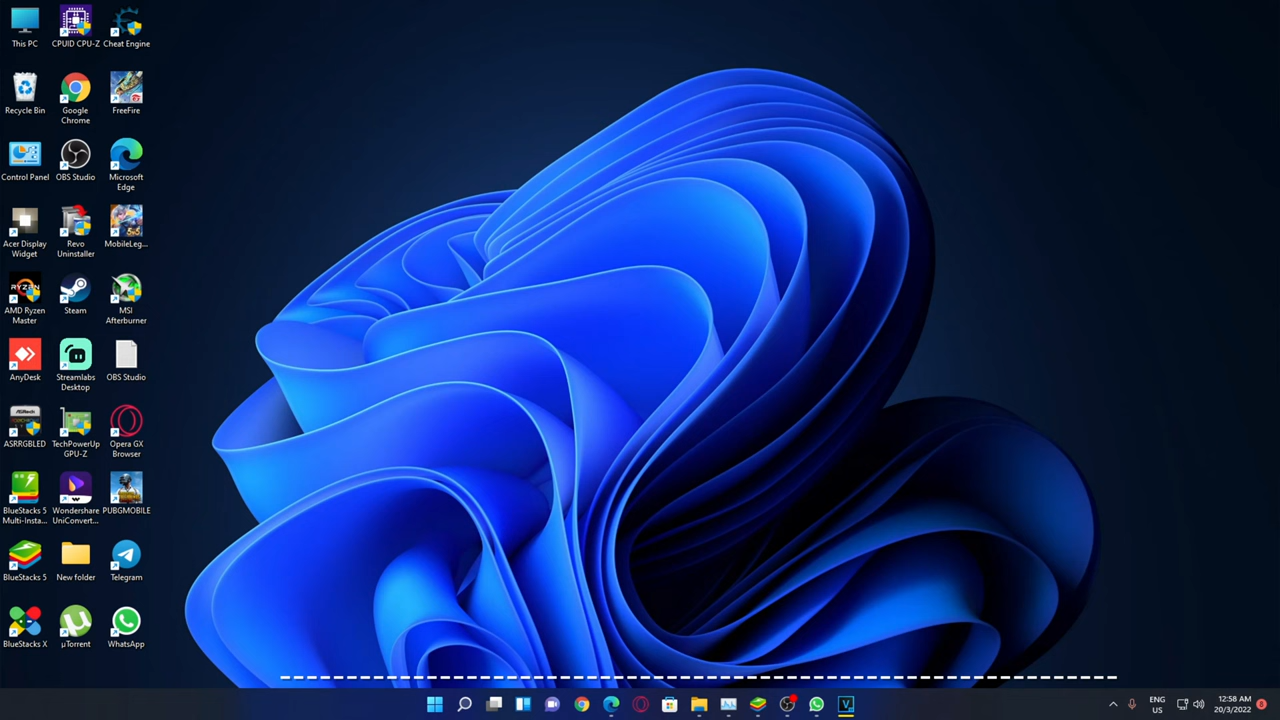 This PC
CPUID CPU-Z
Cheat Engine
Recycle Bin
Google
Chrome
FreeFire
Control Panel
OBS Studio
Microsoft
Edge
Acer Display
Widget
Revo
Uninstaller
MobileLeg...
RYZEN
AMD Ryzen
Master
Steam
MSI
Afterburner
AnyDesk
Streamlabs
Desktop
OBS Studio
ASRock
ASRRGBLED
TechPowerUp
GPU-Z
Opera GX
Browser
BlueStacks 5
Multi-Insta...
Wondershare
UniConvert...
PUBGMOBILE
BlueStacks 5
New folder
Telegram
BlueStacks X
µTorrent
WhatsApp
ENG
US
12:58 AM
20/3/2022